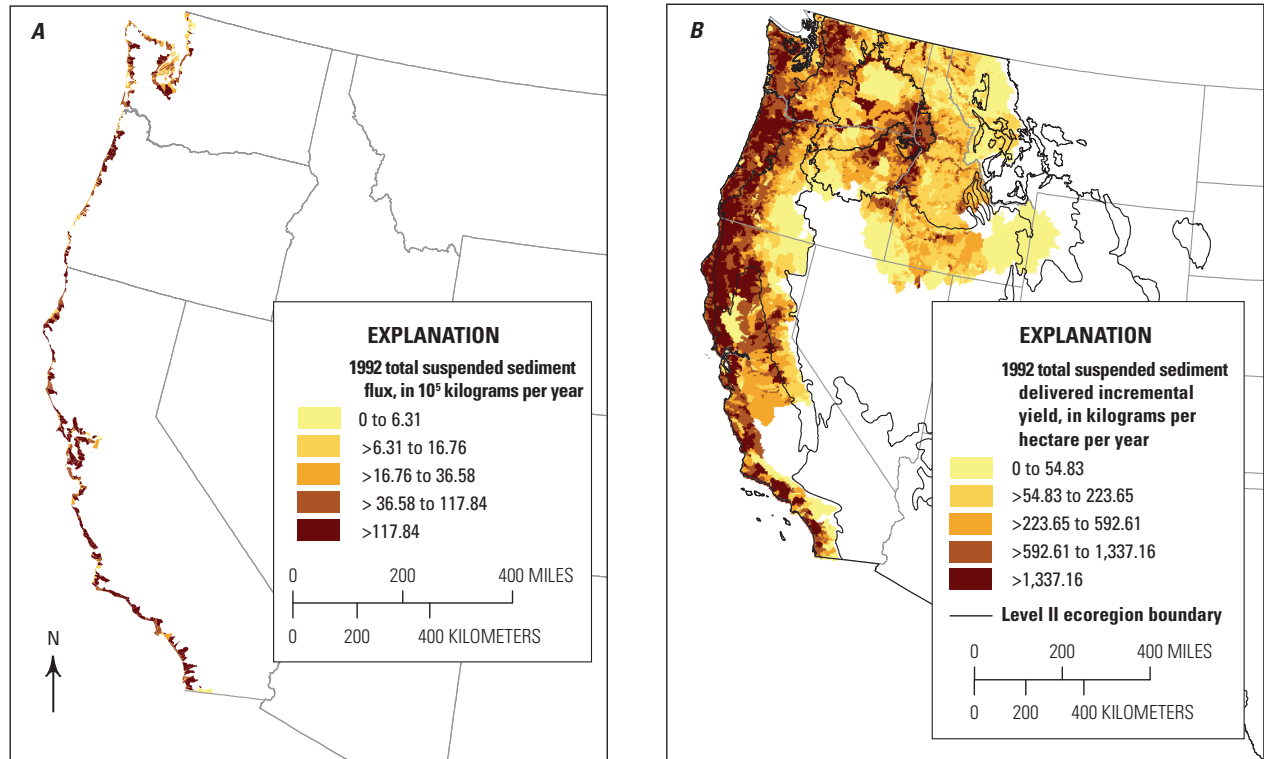 A
EXPLANATION
1992 total suspended sediment
flux, in 10⁵ kilograms per year
0 to 6.31
>6.31 to 16.76
>16.76 to 36.58
> 36.58 to 117.84
>117.84
0 200 400 MILES
0 200 400 KILOMETERS
N
B
EXPLANATION
1992 total suspended sediment
delivered incremental
yield, in kilograms per
hectare per year
0 to 54.83
>54.83 to 223.65
>223.65 to 592.61
>592.61 to 1,337.16
>1,337.16
Level II ecoregion boundary
0 200 400 MILES
0 200 400 KILOMETERS